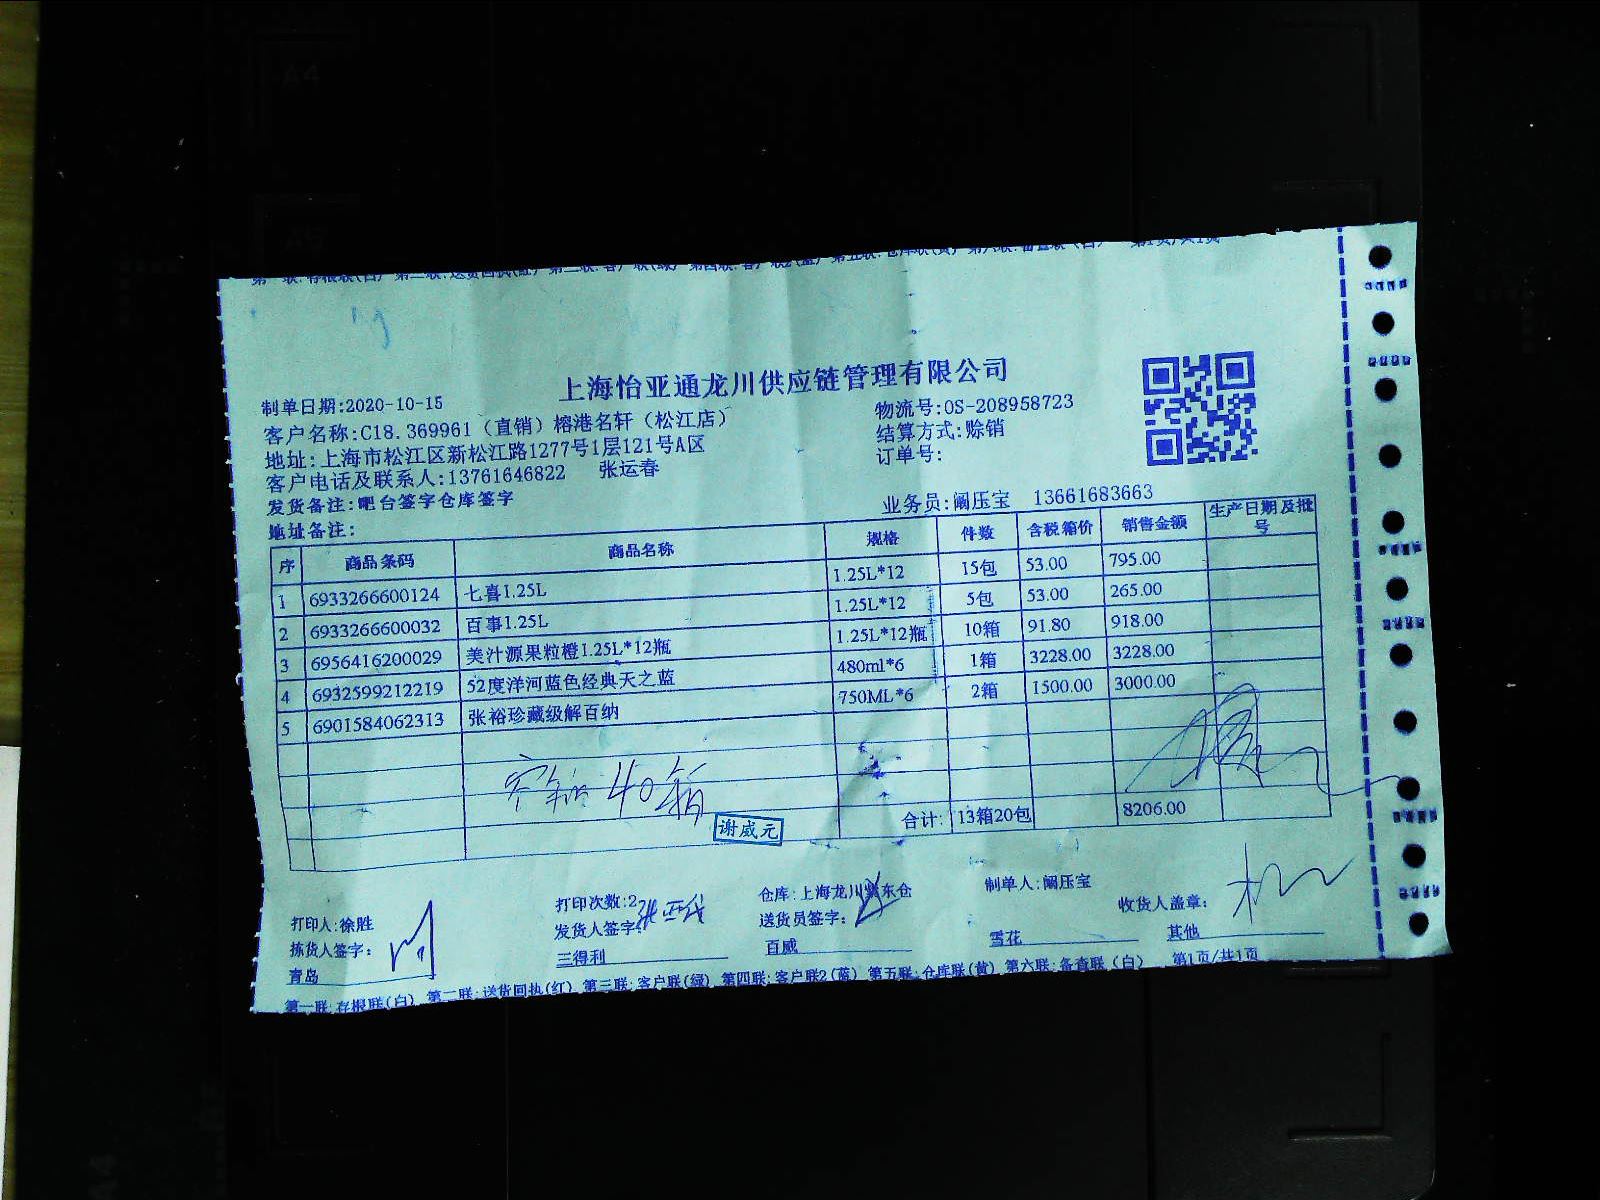 上海怡亚通龙川供应链管理有限公司
制单日期:2020-10-15
物流号:OS-208958723
客户名称:C18.369961（直销）榕港名轩（松江店）
结算方式:赊销
地址:上海市松江区新松江路1277号1层121号A区
订单号:
客户电话及联系人:13761646822 张运春
发货备注:吧台签字仓库签字
业务员:阚压宝 13661683663
地址备注:
序 商品条码 商品名称 规格 件数 含税箱价 销售金额 生产日期及批号
1 6933266600124 七喜1.25L 1.25L*12 15包 53.00 795.00
2 6933266600032 百事1.25L 1.25L*12 5包 53.00 265.00
3 6956416200029 美汁源果粒橙1.25L*12瓶 1.25L*12瓶 10箱 91.80 918.00
4 6932599212219 52度洋河蓝色经典天之蓝 480ml*6 1箱 3228.00 3228.00
5 6901584062313 张裕珍藏级解百纳 750ML*6 2箱 1500.00 3000.00
40箱
谢威元
合计: 13箱20包 8206.00
打印人:徐胜 打印次数:2 仓库:上海龙川 东仓 制单人:阚压宝
拣货人签字: 发货人签字: 送货员签字: 收货人盖章:
青岛 三得利 百威 雪花 其他
第一联:存根联(白) 第二联:送货回执(红) 第三联:客户联(绿) 第四联:客户联2(蓝) 第五联:仓库联(黄) 第六联:备查联(白) 第1页/共1页